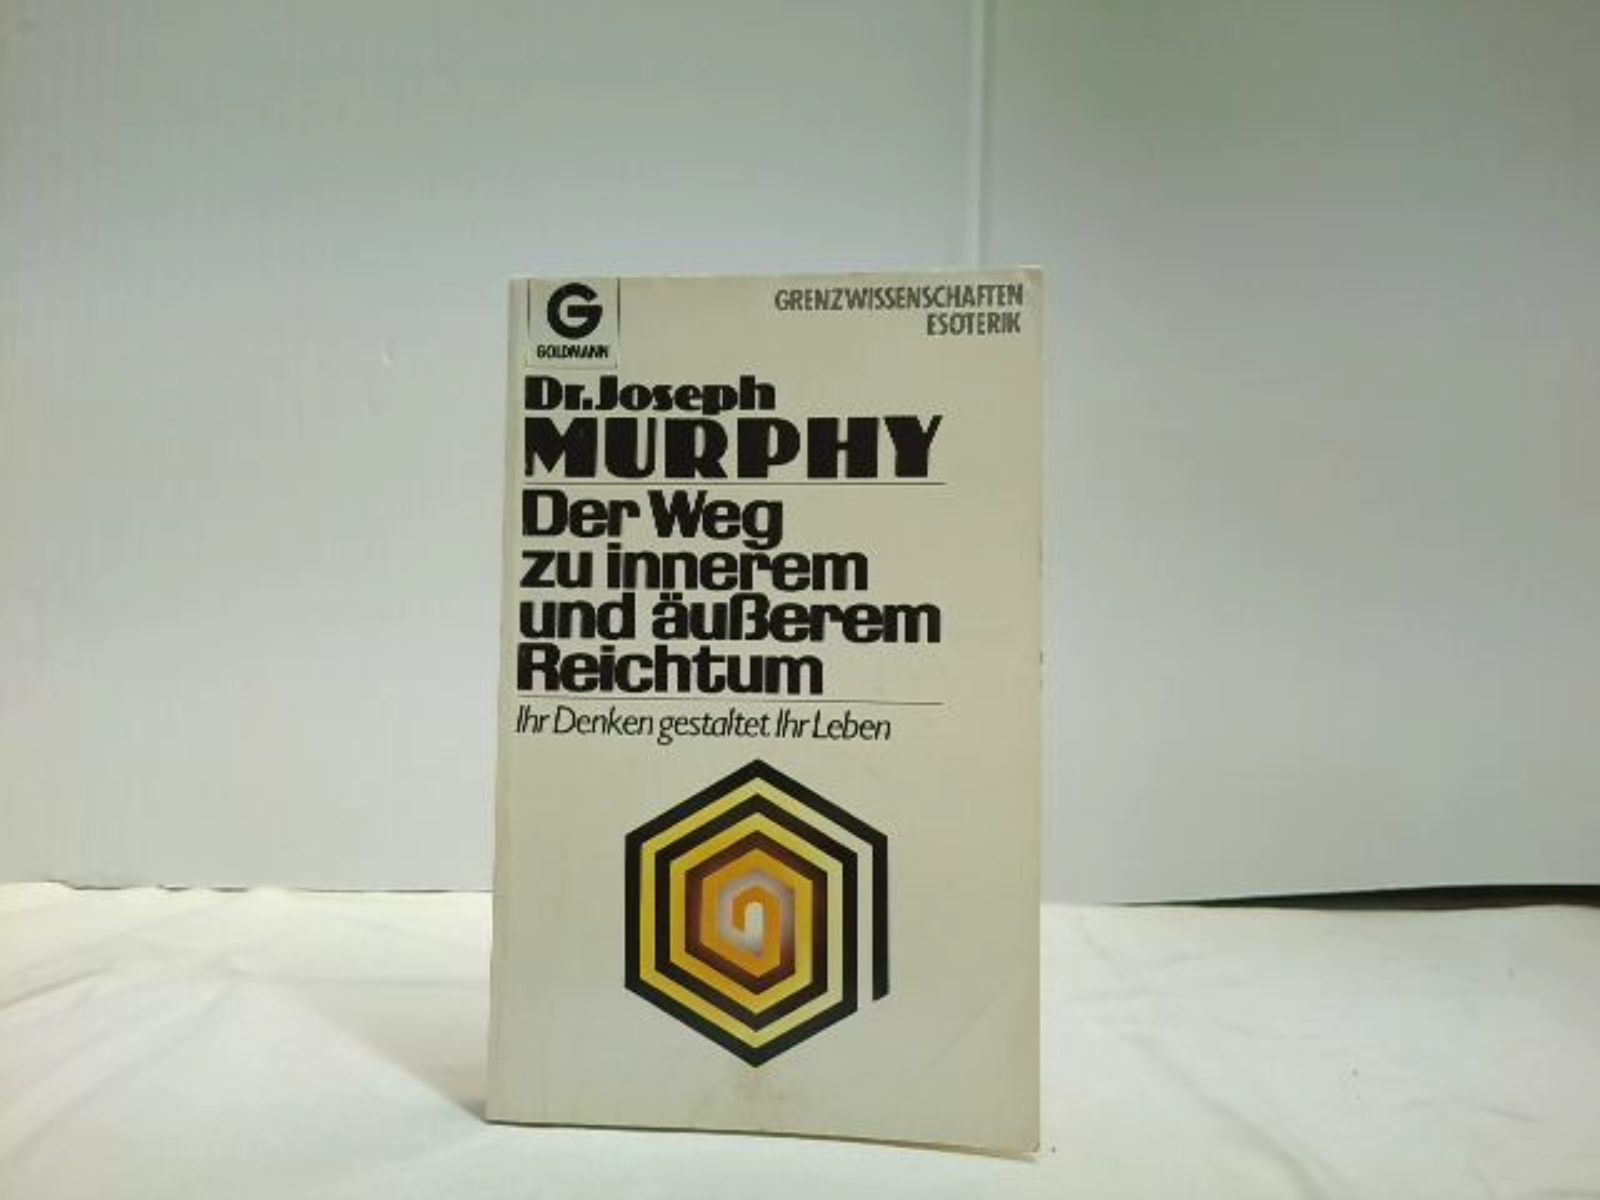 G
GOLDMANN
GRENZWISSENSCHAFTEN
ESOTERIK
Dr. Joseph
MURPHY
Der Weg
zu innerem
und äußerem
Reichtum
Ihr Denken gestaltet Ihr Leben